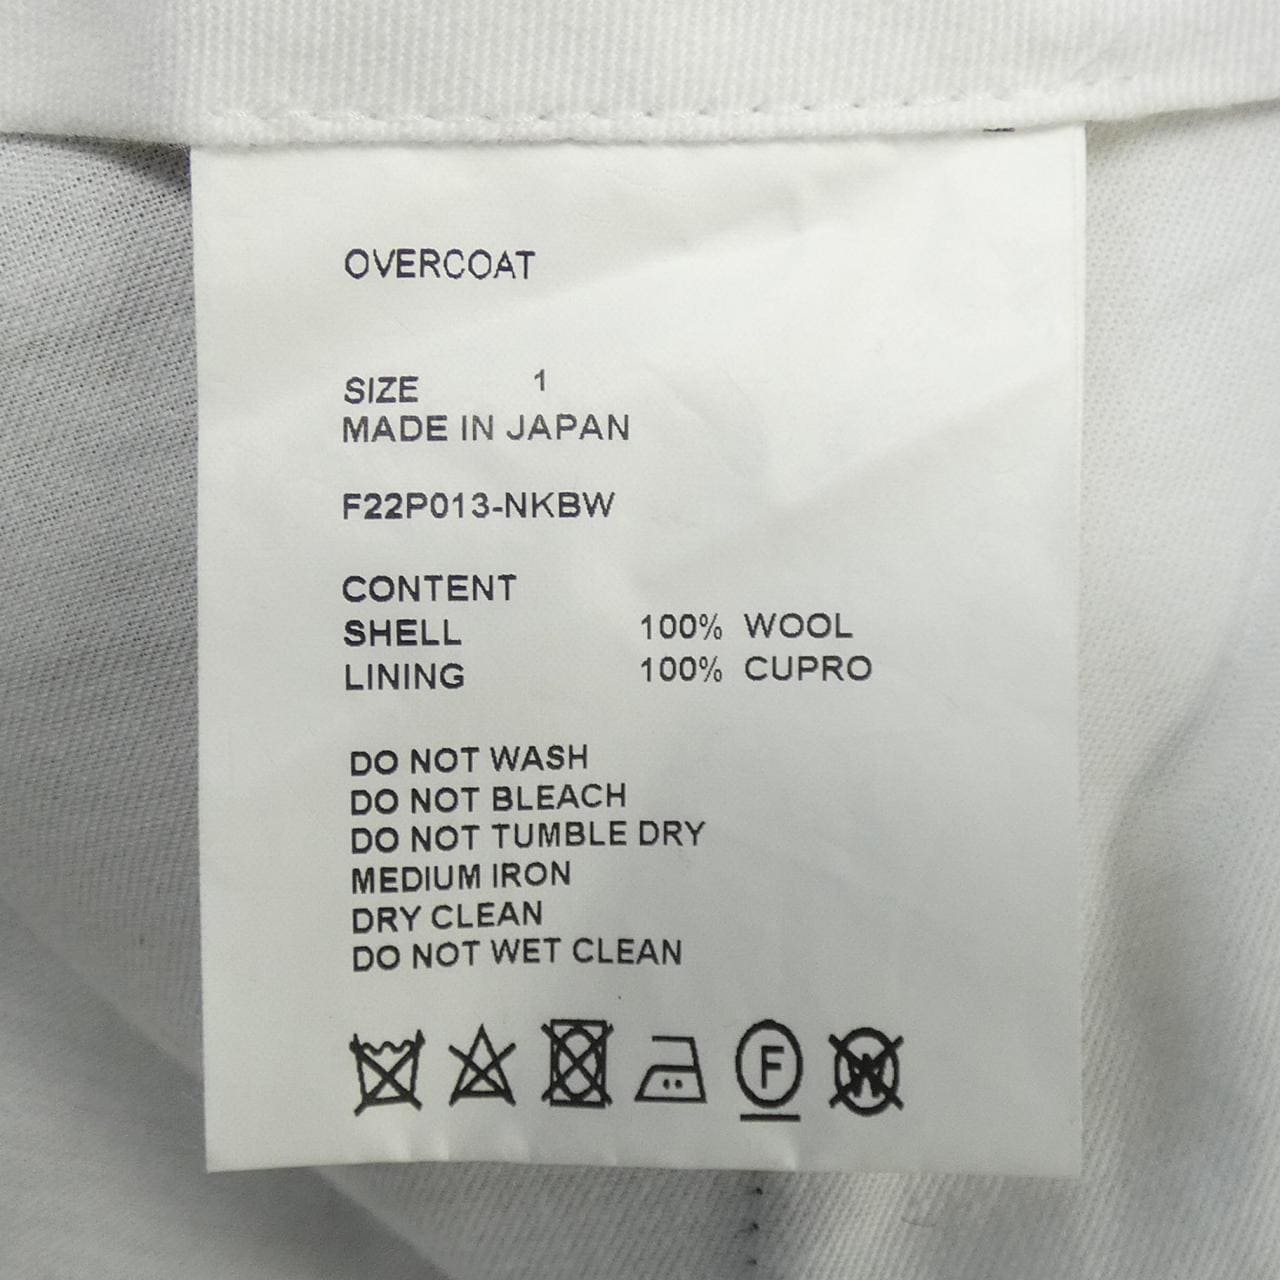 OVERCOAT
SIZE 1
MADE IN JAPAN
F22P013-NKBW
CONTENT
SHELL 100% WOOL
LINING 100% CUPRO
DO NOT WASH
DO NOT BLEACH
DO NOT TUMBLE DRY
MEDIUM IRON
DRY CLEAN
DO NOT WET CLEAN
F W